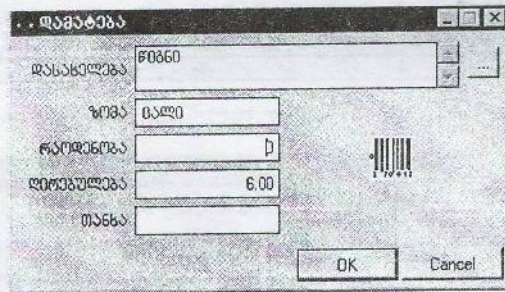 . . დამატება
დასახელება წიგნი ...
ზომა ცალი
რაოდენობა
ღირებულება 6.00
თანხა
OK Cancel